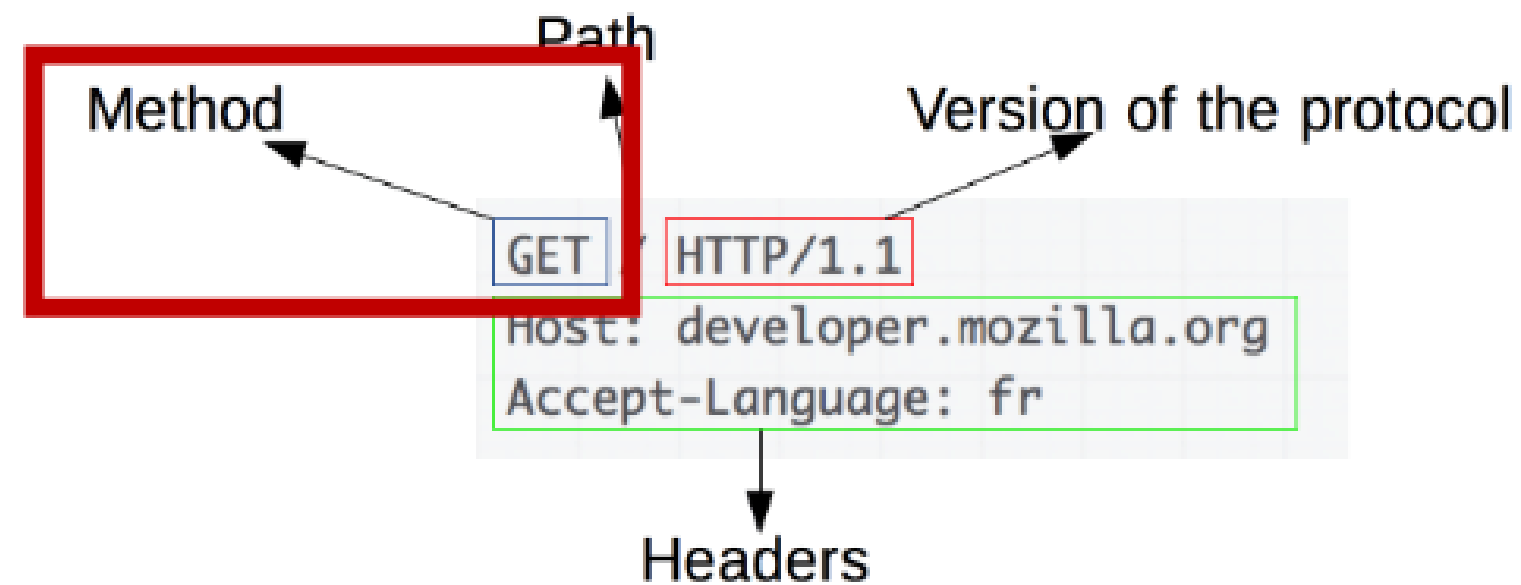 Path
Method
Version of the protocol
GET / HTTP/1.1
Host: developer.mozilla.org
Accept-Language: fr
Headers